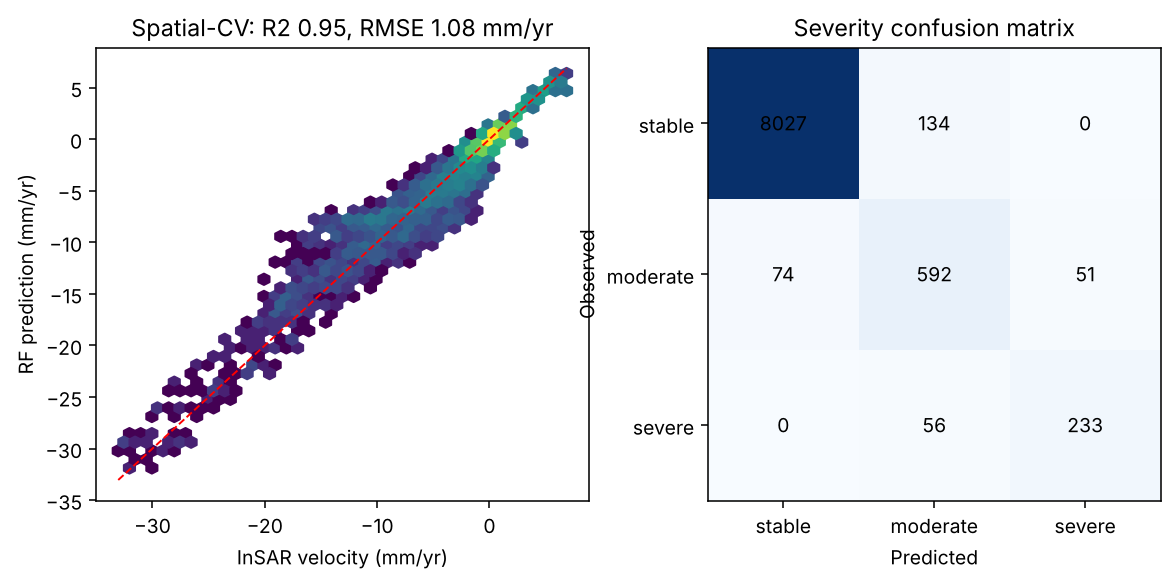 Spatial-CV: R2 0.95, RMSE 1.08 mm/yr
RF prediction (mm/yr)
5
0
−5
−10
−15
−20
−25
−30
−35
−30
−20
−10
0
InSAR velocity (mm/yr)
Severity confusion matrix
Observed
stable
moderate
severe
8027
134
0
74
592
51
0
56
233
stable
moderate
severe
Predicted